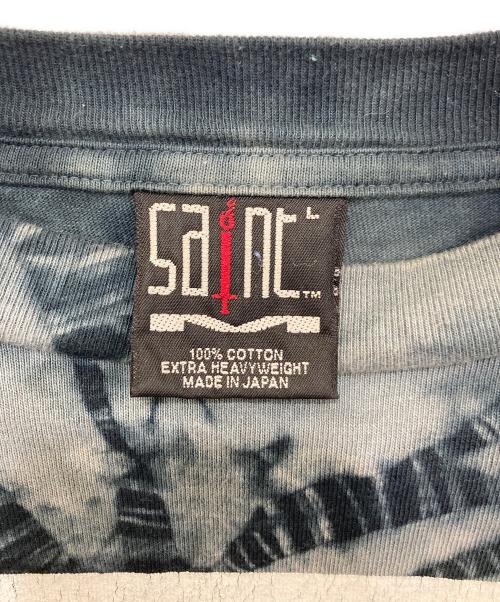 saint L
TM
100% COTTON
EXTRA HEAVYWEIGHT
MADE IN JAPAN